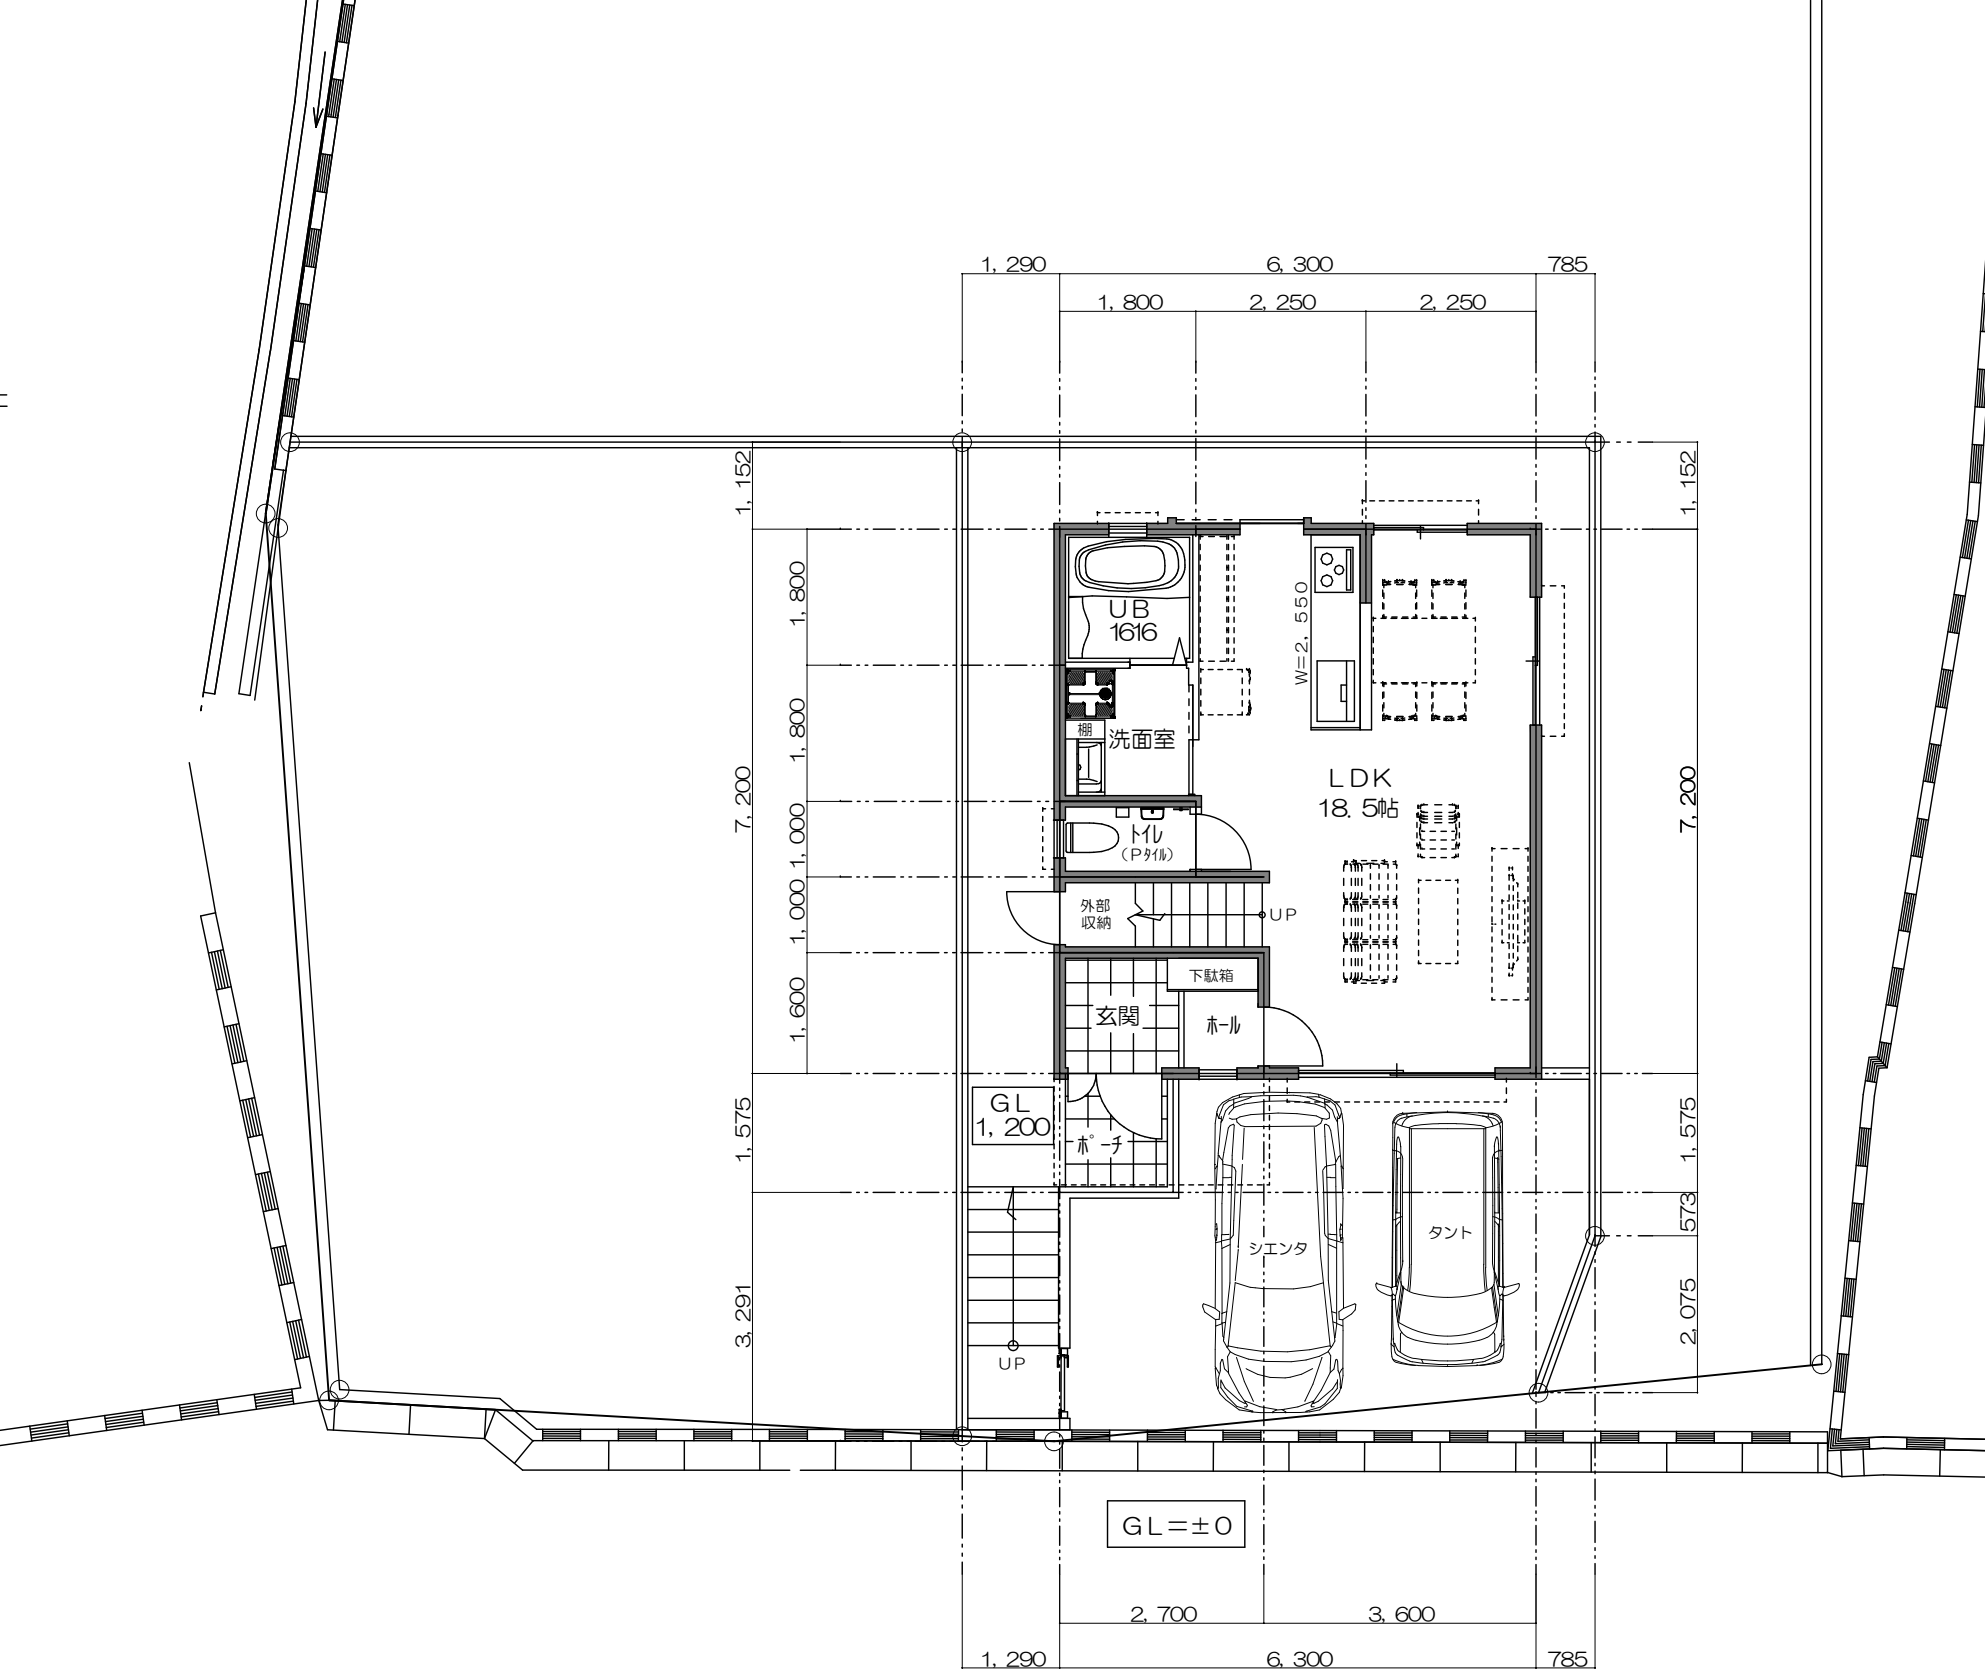 1,290
6,300
785
1,800
2,250
2,250
1,152
1,152
1,800
UB
1616
W=2,550
1,800
棚
洗面室
7,200
LDK
18.5帖
7,200
1,000
トイレ
(Pタイル)
1,000
外部
収納
UP
1,600
下駄箱
玄関
ホール
GL
1,200
1,575
ポーチ
1,575
573
シエンタ
タント
3,291
UP
2,075
GL=±0
2,700
3,600
1,290
6,300
785